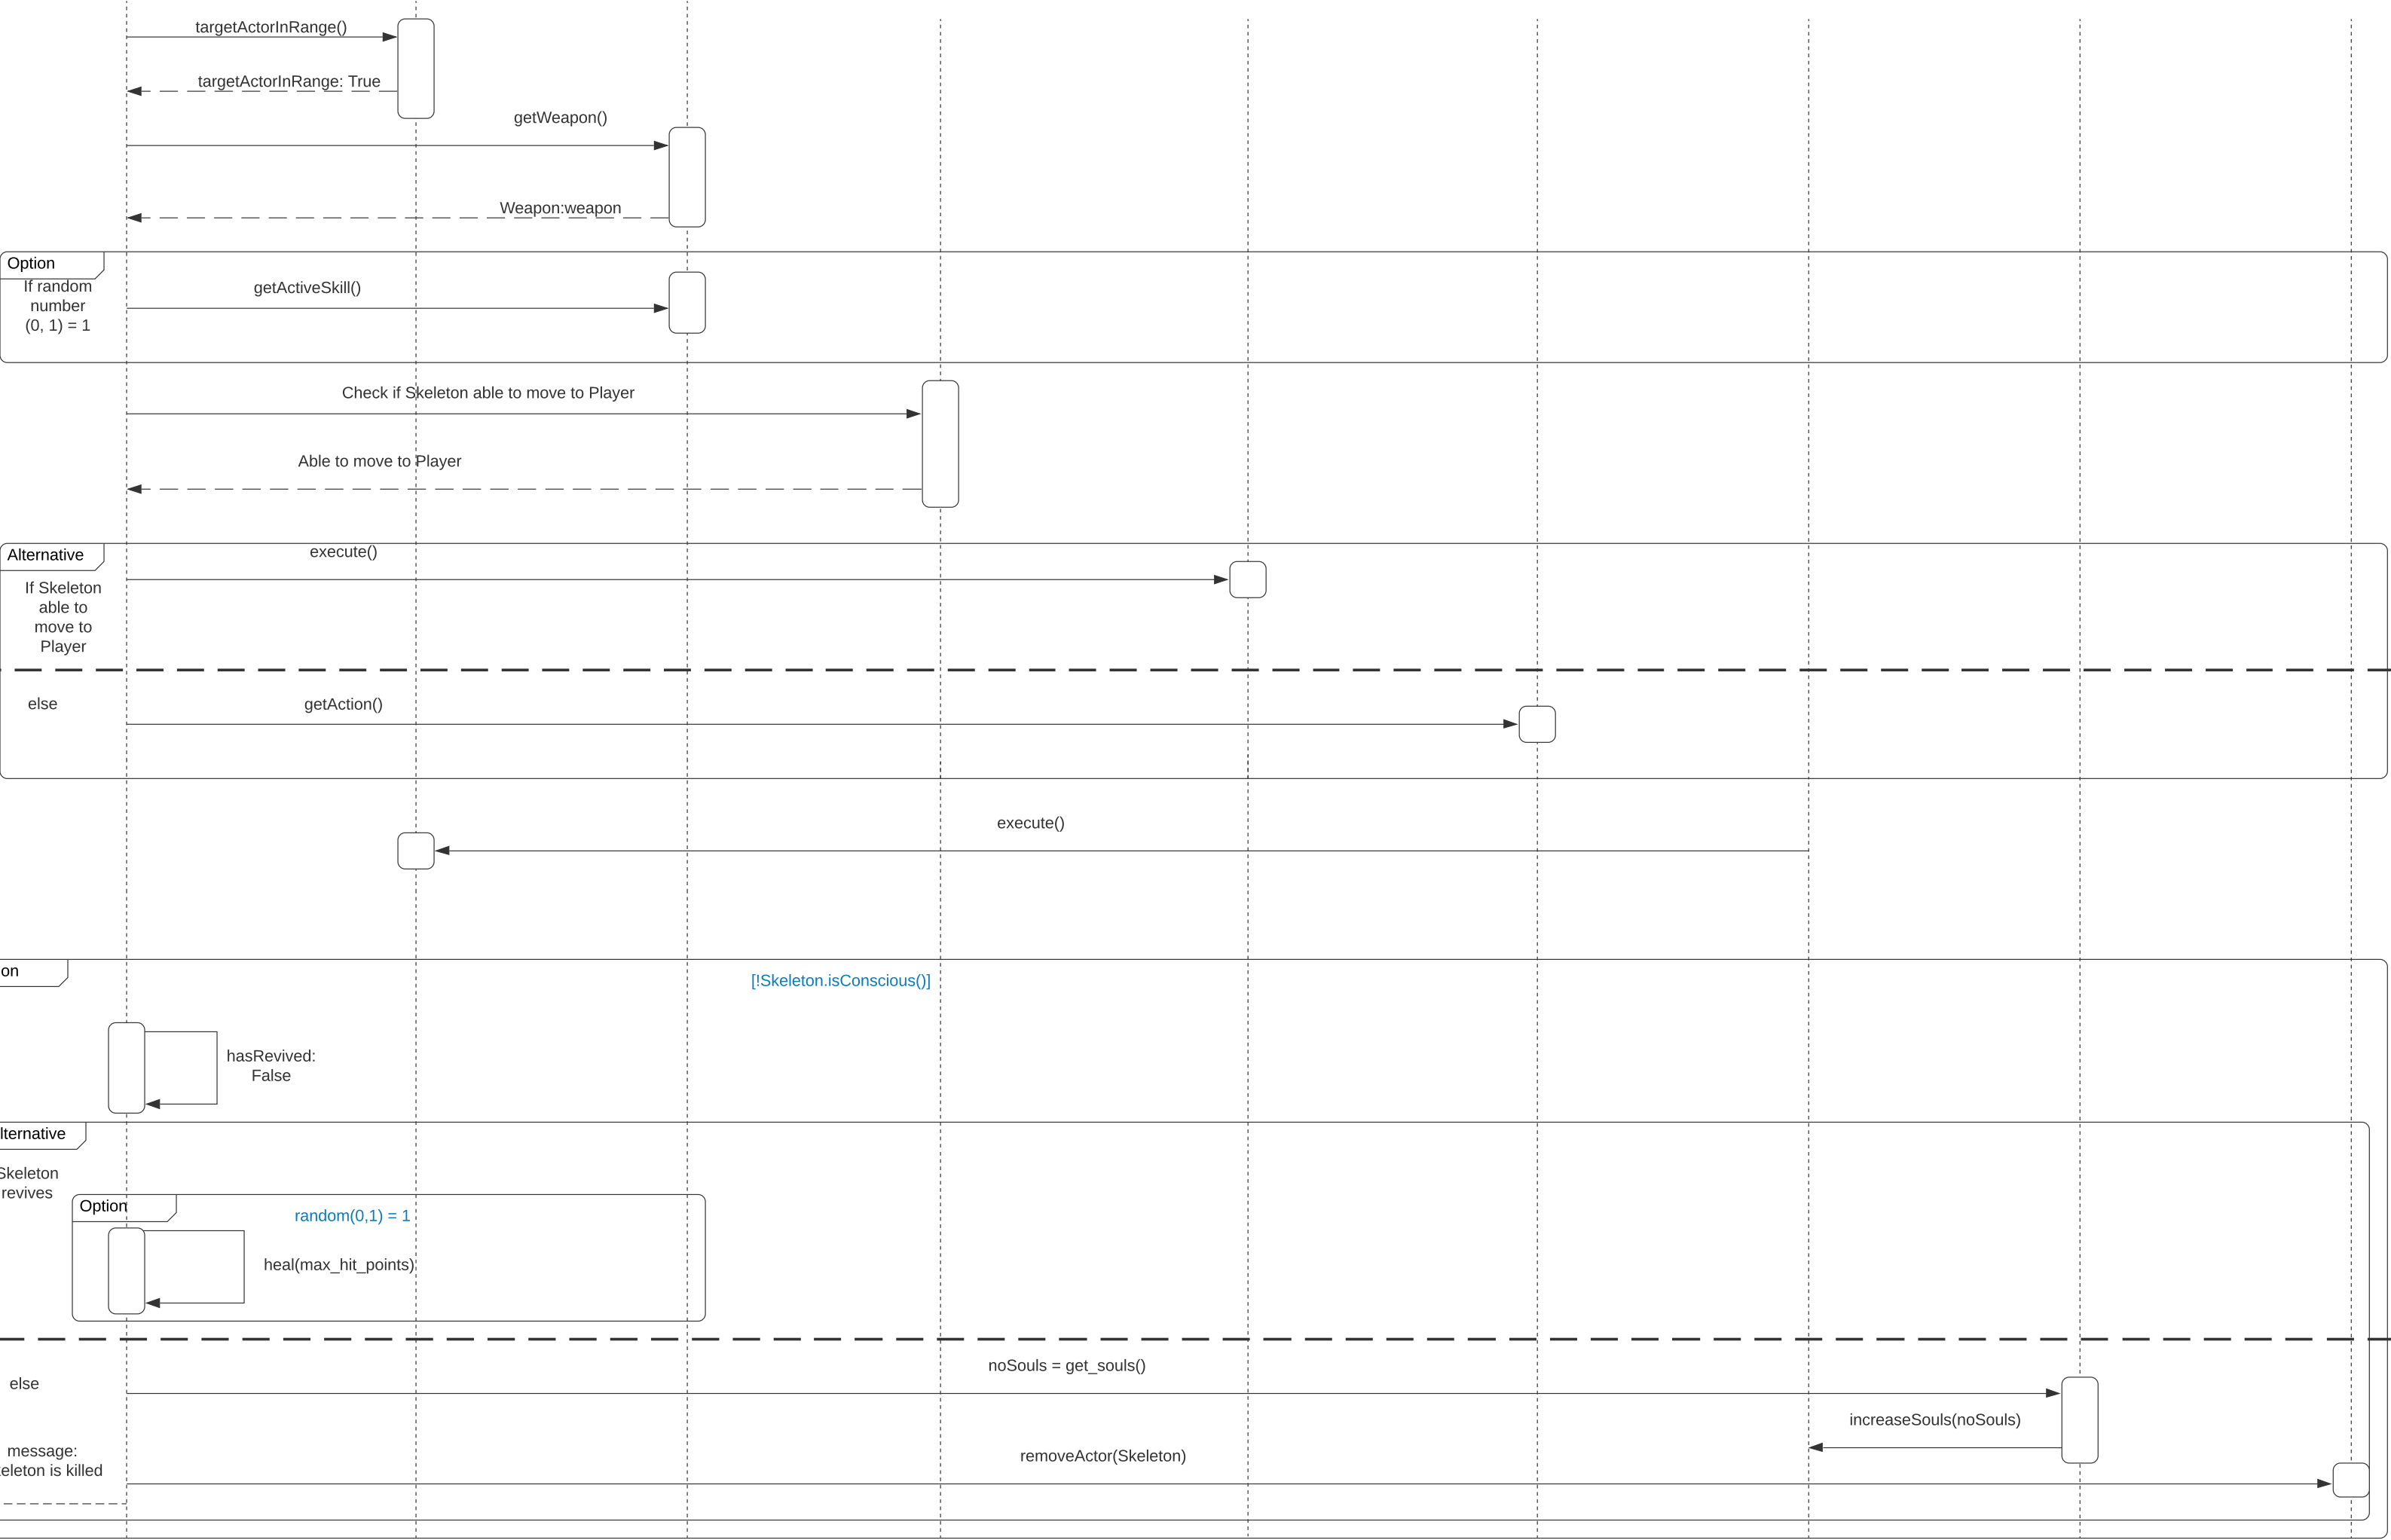 targetActorInRange()
targetActorInRange: True
getWeapon()
Weapon:weapon
Option
If random
number
(0, 1) = 1
getActiveSkill()
Check if Skeleton able to move to Player
Able to move to Player
Alternative
execute()
If Skeleton
able to
move to
Player
else
getAction()
execute()
on
[!Skeleton.isConscious()]
hasRevived:
False
lternative
Skeleton
revives
Option
random(0,1) = 1
heal(max_hit_points)
noSouls = get_souls()
else
increaseSouls(noSouls)
message:
eleton is killed
removeActor(Skeleton)